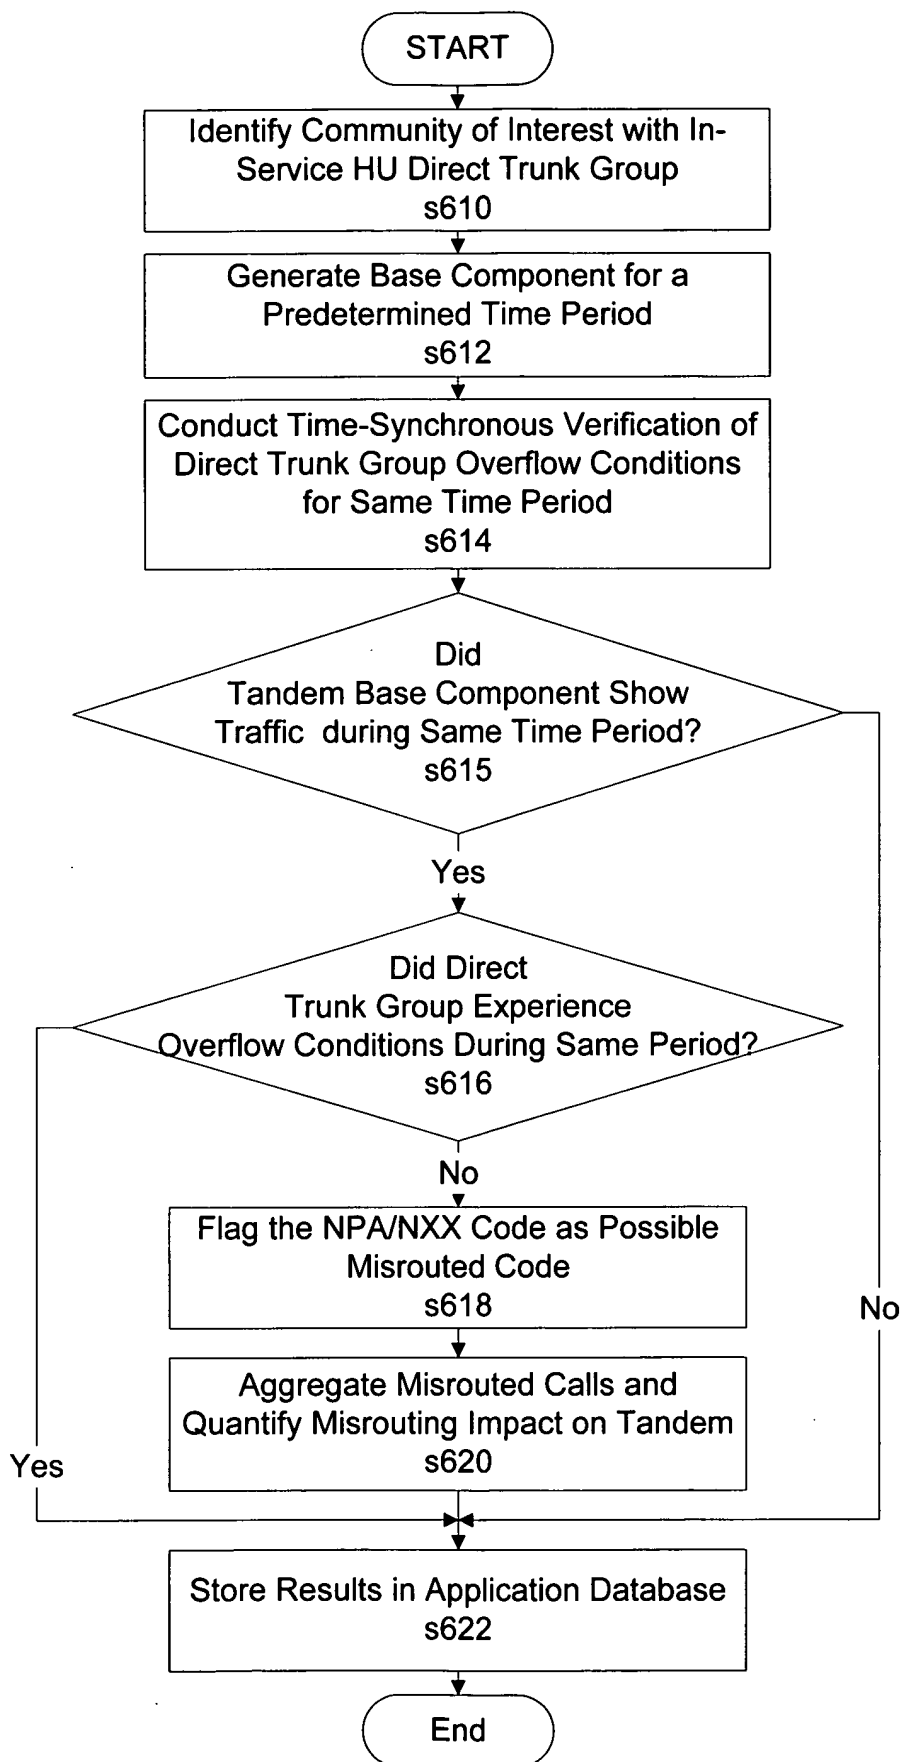 START
Identify Community of Interest with In-
Service HU Direct Trunk Group
s610
Generate Base Component for a
Predetermined Time Period
s612
Conduct Time-Synchronous Verification of
Direct Trunk Group Overflow Conditions
for Same Time Period
s614
Did
Tandem Base Component Show
Traffic during Same Time Period?
s615
Yes
Did Direct
Trunk Group Experience
Overflow Conditions During Same Period?
s616
No
Flag the NPA/NXX Code as Possible
Misrouted Code
s618
No
Aggregate Misrouted Calls and
Quantify Misrouting Impact on Tandem
s620
Yes
Store Results in Application Database
s622
End